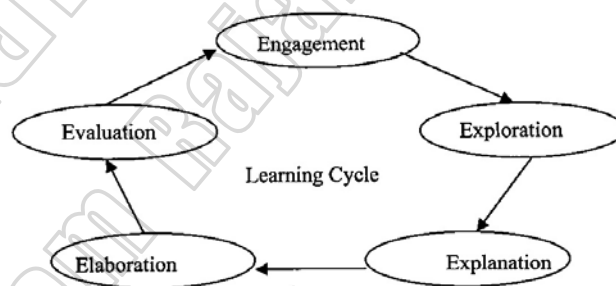 Engagement
Evaluation
Exploration
Learning Cycle
Elaboration
Explanation